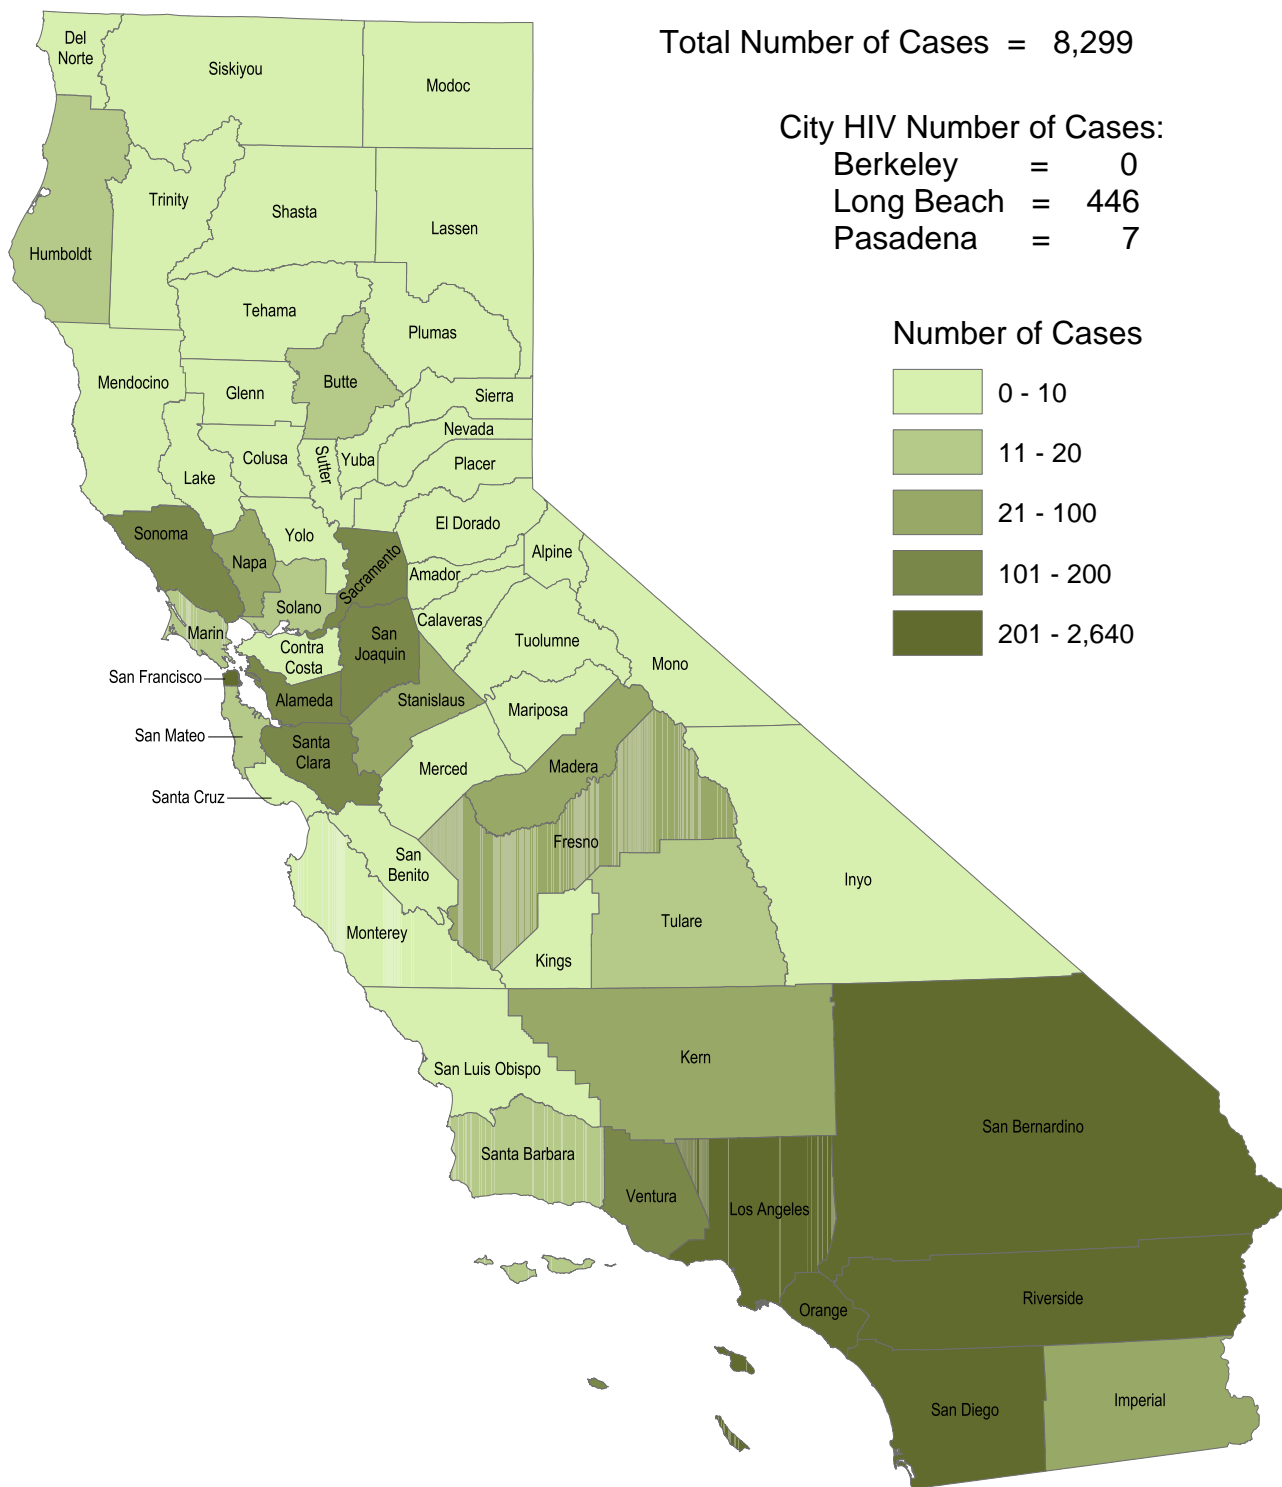 Total Number of Cases = 8,299
City HIV Number of Cases:
Berkeley = 0
Long Beach = 446
Pasadena = 7
Number of Cases
0 - 10
11 - 20
21 - 100
101 - 200
201 - 2,640
Del
Norte
Siskiyou
Modoc
Trinity
Shasta
Lassen
Humboldt
Tehama
Plumas
Mendocino
Glenn
Butte
Sierra
Nevada
Lake
Colusa
Sutter
Yuba
Placer
Sonoma
Napa
Yolo
El Dorado
Sacramento
Alpine
Amador
Solano
Marin
Calaveras
Contra
Costa
San
Joaquin
Tuolumne
Mono
San Francisco
Alameda
Stanislaus
Mariposa
San Mateo
Santa
Clara
Merced
Madera
Santa Cruz
San
Benito
Fresno
Inyo
Monterey
Tulare
Kings
San Luis Obispo
Kern
San Bernardino
Santa Barbara
Ventura
Los Angeles
Orange
Riverside
San Diego
Imperial